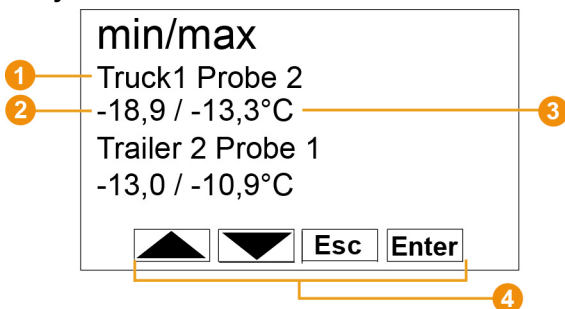 min/max
1 Truck1 Probe 2
2 -18,9 / -13,3°C 3
Trailer 2 Probe 1
-13,0 / -10,9°C
Esc Enter
4